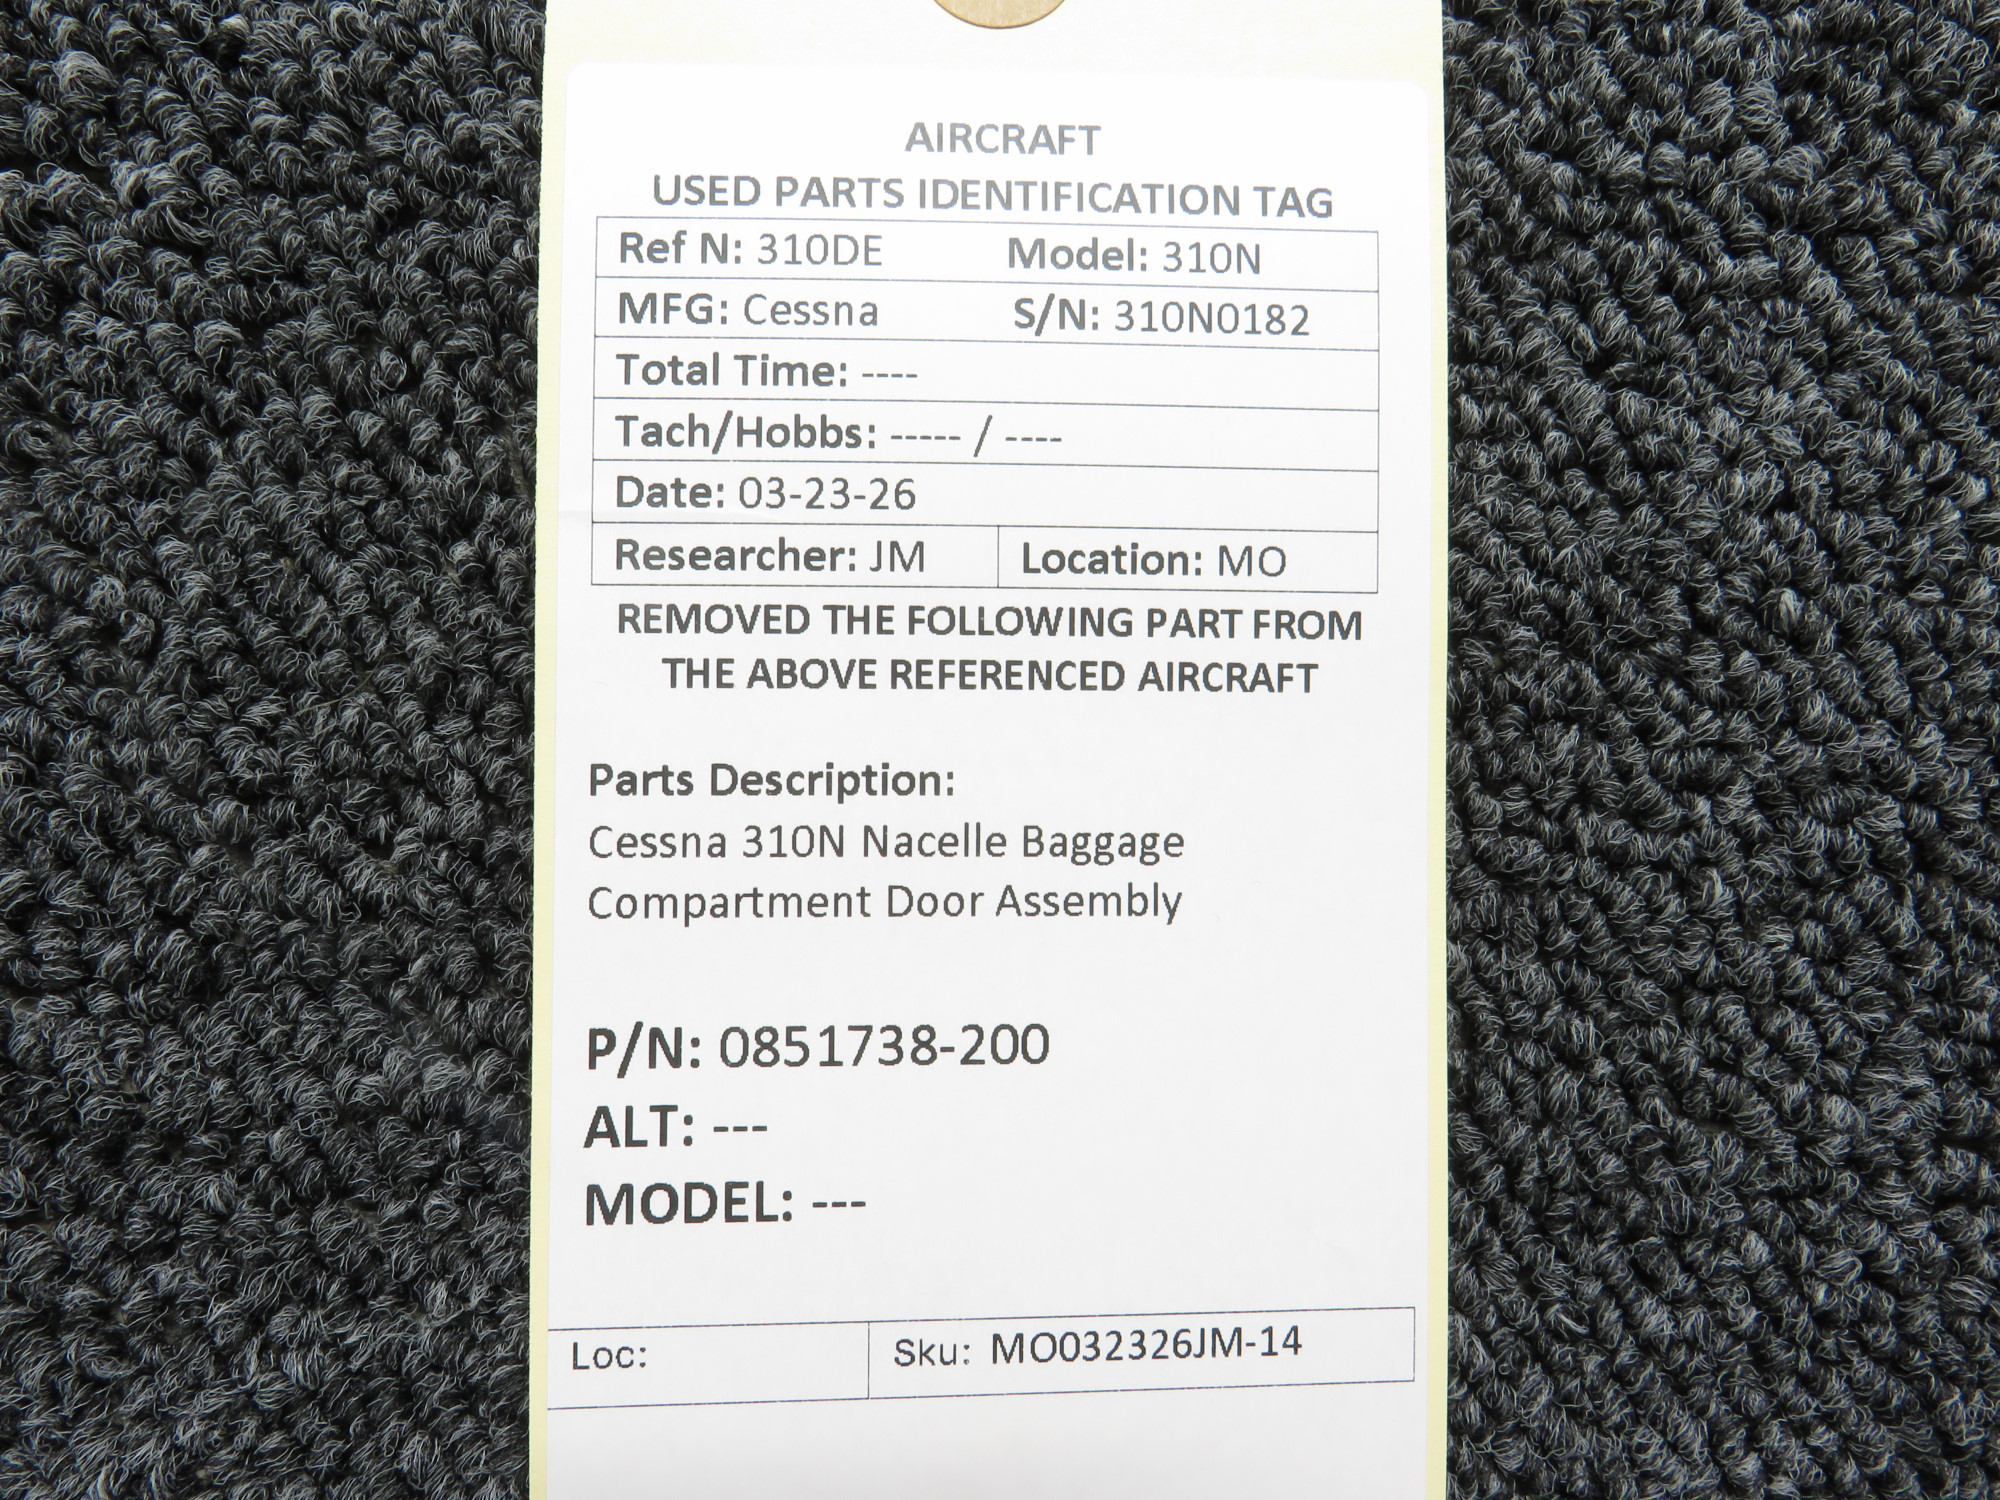 AIRCRAFT
USED PARTS IDENTIFICATION TAG
Ref N: 310DE Model: 310N
MFG: Cessna S/N: 310N0182
Total Time: ----
Tach/Hobbs: ----- / ----
Date: 03-23-26
Researcher: JM Location: MO
REMOVED THE FOLLOWING PART FROM
THE ABOVE REFERENCED AIRCRAFT
Parts Description:
Cessna 310N Nacelle Baggage
Compartment Door Assembly
P/N: 0851738-200
ALT: ---
MODEL: ---
Loc: Sku: MO032326JM-14